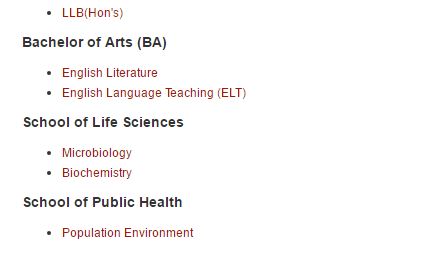 LLB(Hon's)
Bachelor of Arts (BA)
English Literature
English Language Teaching (ELT)
School of Life Sciences
Microbiology
Biochemistry
School of Public Health
Population Environment